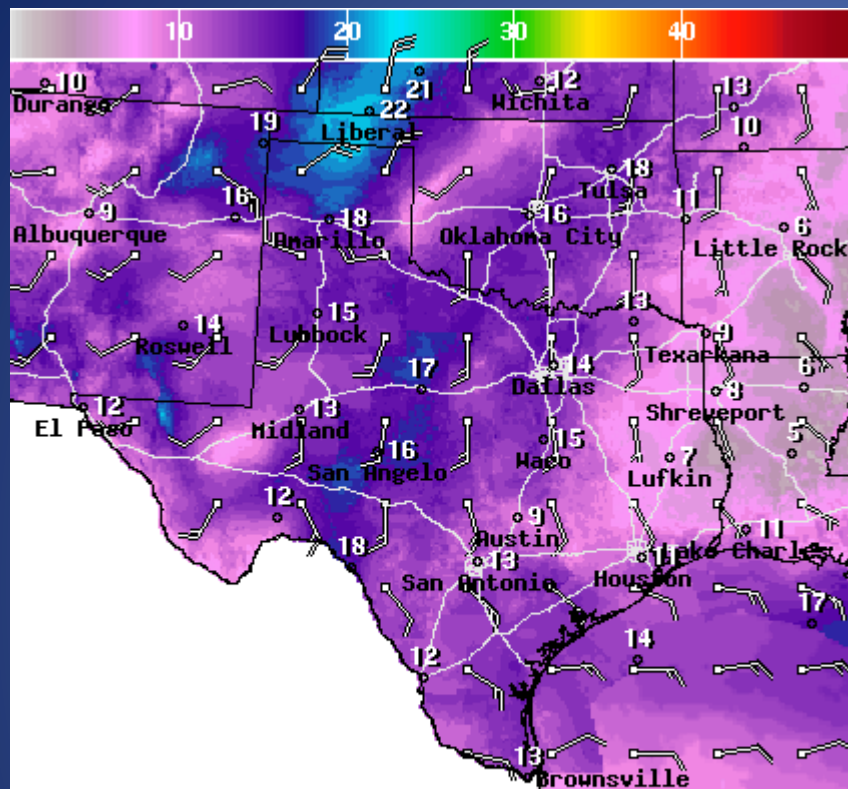 10 20 30 40
21
10 12 13
Durango Wichita
22
Liberal
19 10
18
Tulsa
9 16 18 16 11 6
Albuquerque Amarillo Oklahoma City Little Rock
15 13
14 Lubbock 9
Roswell Texarkana
17 14 6
Dallas 8
12 13 Shreveport
El Paso Midland
15
16 Waco 7 5
San Angelo Lufkin
12 9 11
Austin Lake Charles
18 13 11
San Antonio Houston
17
14
12
13
Brownsville